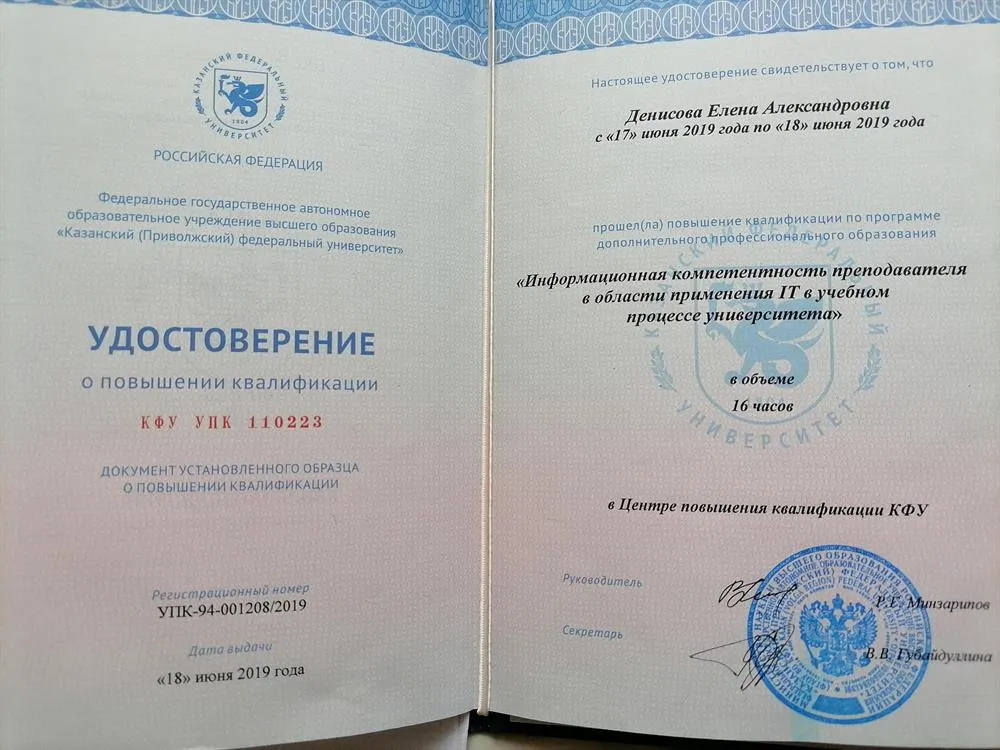 КАЗАНСКИЙ ФЕДЕРАЛЬНЫЙ УНИВЕРСИТЕТ
1804
РОССИЙСКАЯ ФЕДЕРАЦИЯ
Федеральное государственное автономное
образовательное учреждение высшего образования
«Казанский (Приволжский) федеральный университет»
УДОСТОВЕРЕНИЕ
о повышении квалификации
КФУ УПК 110223
ДОКУМЕНТ УСТАНОВЛЕННОГО ОБРАЗЦА
О ПОВЫШЕНИИ КВАЛИФИКАЦИИ
Регистрационный номер
УПК-94-001208/2019
Дата выдачи
«18» июня 2019 года
Настоящее удостоверение свидетельствует о том, что
Денисова Елена Александровна
с «17» июня 2019 года по «18» июня 2019 года
прошел(ла) повышение квалификации по программе
дополнительного профессионального образования
«Информационная компетентность преподавателя
в области применения IT в учебном
процессе университета»
КАЗАНСКИЙ ФЕДЕРАЛЬНЫЙ УНИВЕРСИТЕТ
в объеме
16 часов
в Центре повышения квалификации КФУ
Руководитель
Р.Г. Минзарипов
Секретарь
В.В. Губайдуллина